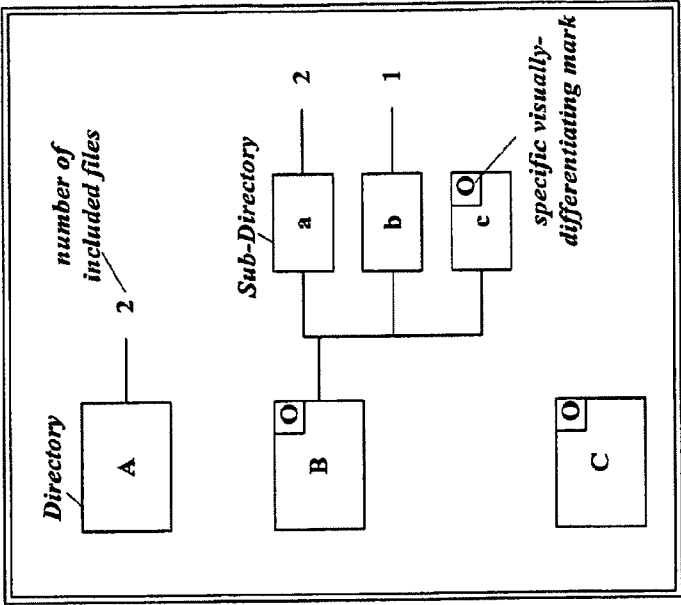 Directory
A
2
number of
included files
B
O
Sub-Directory
a
2
b
1
c
O
specific visually-
differentiating mark
C
O